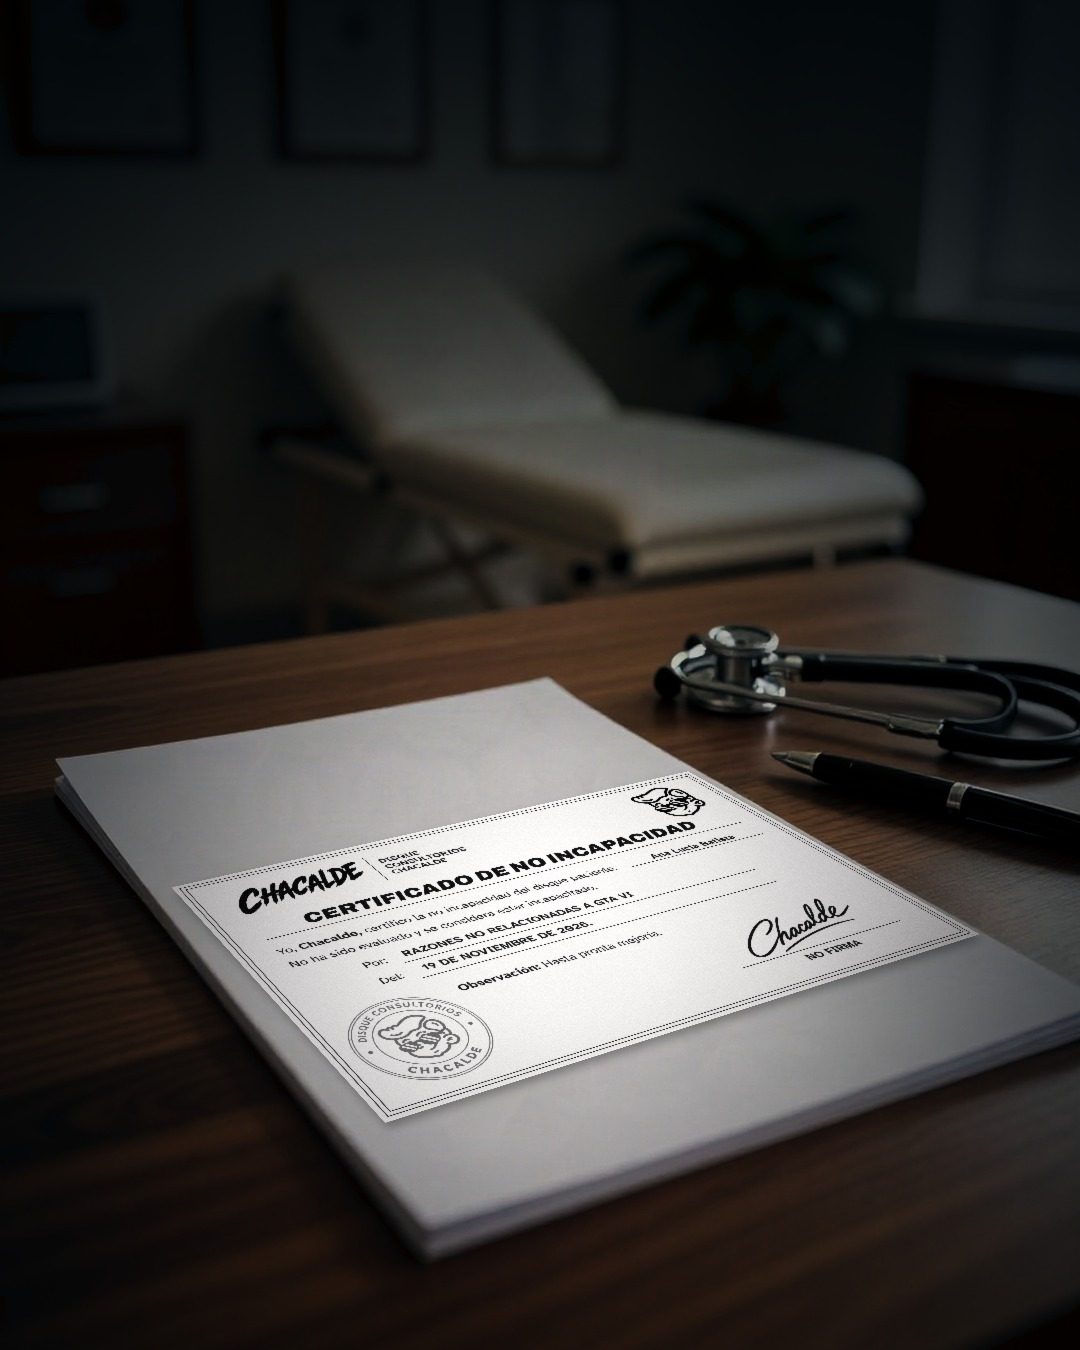 CHACALDE
DISQUE
CONSULTORIOS
CHACALDE
CERTIFICADO DE NO INCAPACIDAD
Yo, Chacalde, certifico la no incapacidad del disque paciente, Ana Lucía Batista
No ha sido evaluado y se considera estar incapacitado.
Por: RAZONES NO RELACIONADAS A GTA VI
Del: 19 DE NOVIEMBRE DE 2026.
Observación: Hasta pronta mejoría.
Chacalde
NO FIRMA
DISQUE CONSULTORIOS
CHACALDE